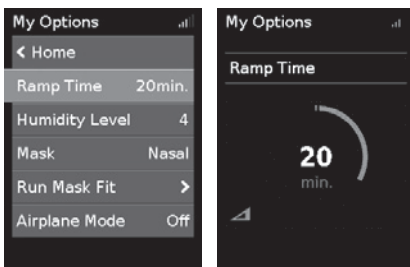 My Options
< Home
Ramp Time 20min.
Humidity Level 4
Mask Nasal
Run Mask Fit >
Airplane Mode Off
My Options
Ramp Time
20
min.